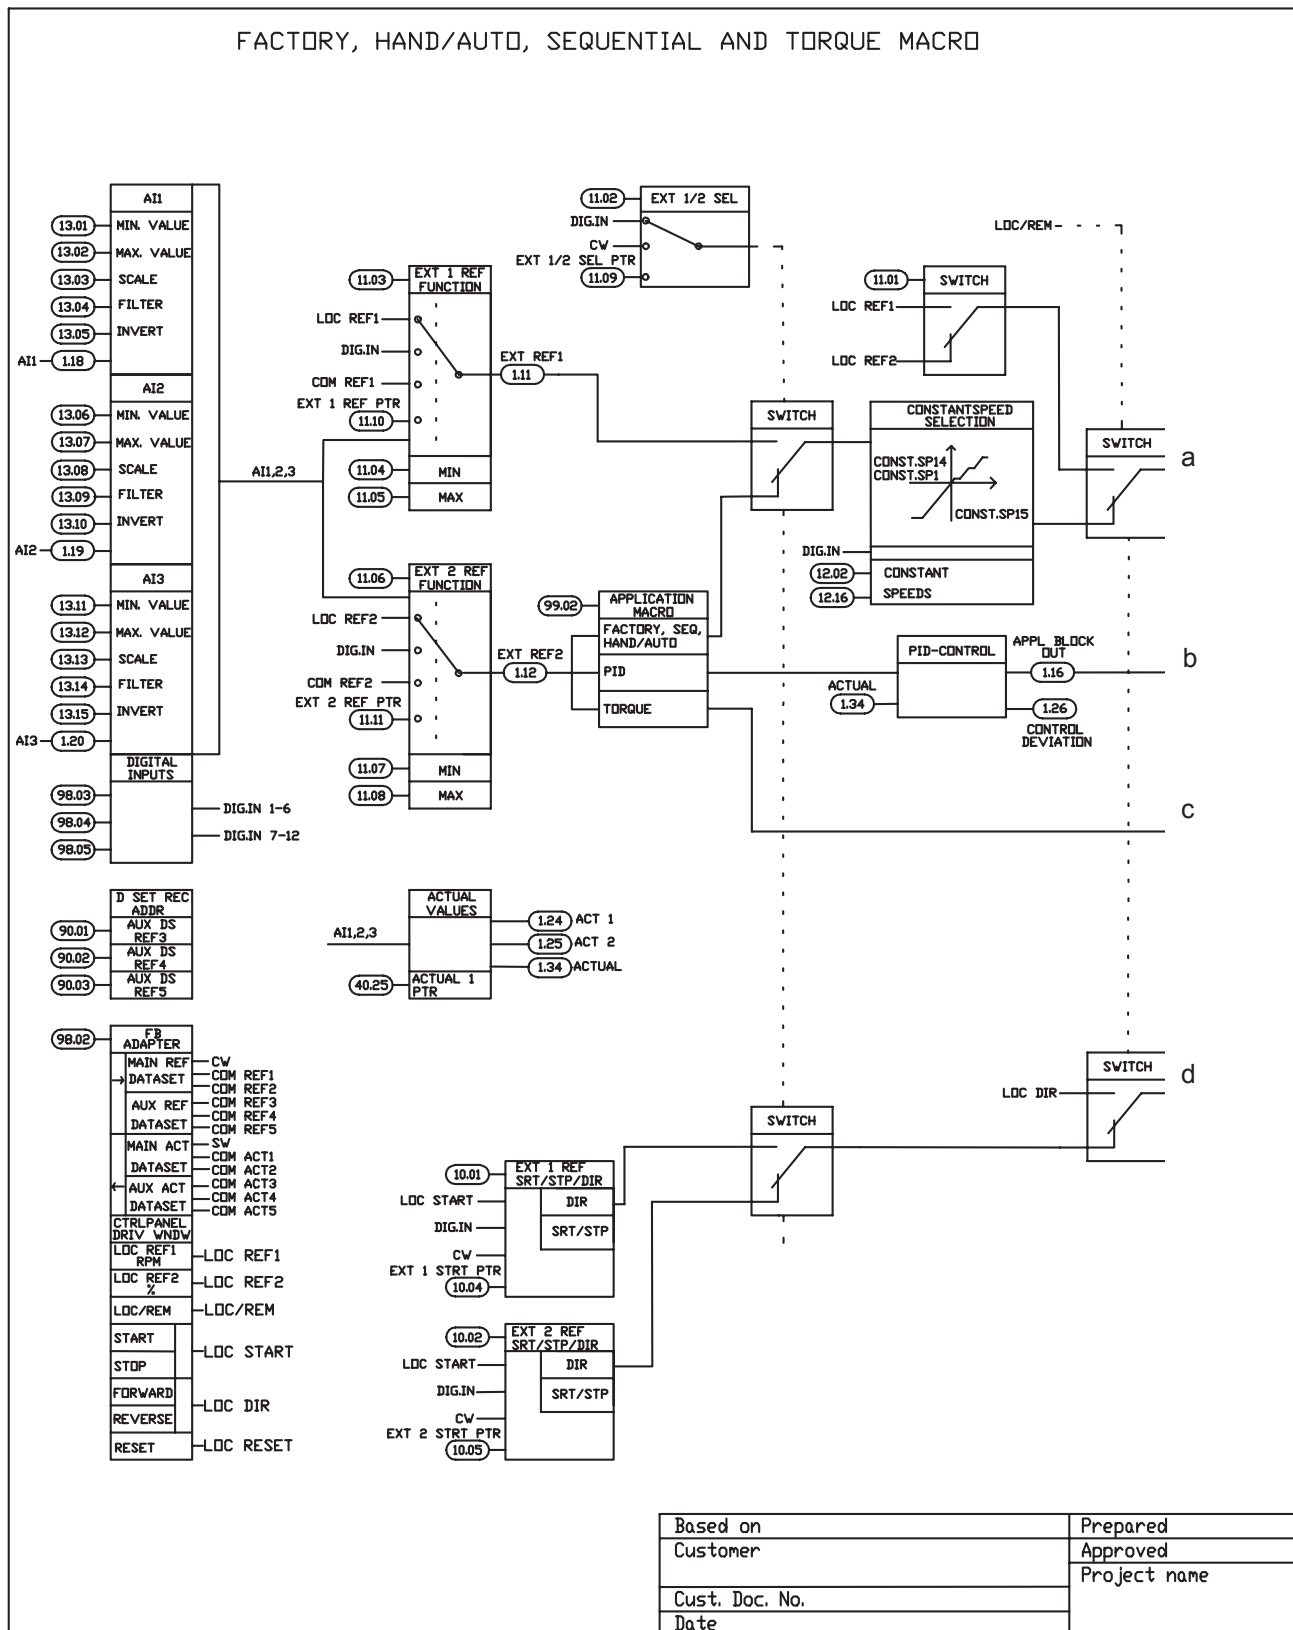 FACTORY, HAND/AUTO, SEQUENTIAL AND TORQUE MACRO
AI1
13.01 MIN. VALUE
13.02 MAX. VALUE
13.03 SCALE
13.04 FILTER
13.05 INVERT
AI1 1.18
AI2
13.06 MIN. VALUE
13.07 MAX. VALUE
13.08 SCALE
13.09 FILTER
13.10 INVERT
AI2 1.19
AI3
13.11 MIN. VALUE
13.12 MAX. VALUE
13.13 SCALE
13.14 FILTER
13.15 INVERT
AI3 1.20
DIGITAL
INPUTS
98.03
98.04
98.05
DIG.IN 1-6
DIG.IN 7-12
AI1,2,3
11.03 EXT 1 REF
FUNCTION
LOC REF1
DIG.IN
COM REF1
EXT 1 REF PTR
11.10
11.04 MIN
11.05 MAX
EXT REF1
1.11
11.06 EXT 2 REF
FUNCTION
LOC REF2
DIG.IN
COM REF2
EXT 2 REF PTR
11.11
11.07 MIN
11.08 MAX
EXT REF2
1.12
11.02 EXT 1/2 SEL
DIG.IN
CW
EXT 1/2 SEL PTR
11.09
99.02 APPLICATION
MACRO
FACTORY, SEQ,
HAND/AUTO
PID
TORQUE
SWITCH
LOC/REM
11.01 SWITCH
LOC REF1
LOC REF2
CONSTANTSPEED
SELECTION
CONST.SP14
CONST.SP1
CONST.SP15
DIG.IN
12.02 CONSTANT
12.16 SPEEDS
SWITCH
a
PID-CONTROL
ACTUAL
1.34
APPL BLOCK
OUT
1.16
1.26
CONTROL
DEVIATION
b
c
D SET REC
ADDR
90.01 AUX DS
REF3
90.02 AUX DS
REF4
90.03 AUX DS
REF5
ACTUAL
VALUES
AI1,2,3
1.24 ACT 1
1.25 ACT 2
1.34 ACTUAL
40.25 ACTUAL 1
PTR
98.02 FB
ADAPTER
MAIN REF
DATASET
CW
COM REF1
COM REF2
AUX REF
DATASET
COM REF3
COM REF4
COM REF5
MAIN ACT
DATASET
SW
COM ACT1
COM ACT2
AUX ACT
DATASET
COM ACT3
COM ACT4
COM ACT5
CTRLPANEL
DRIV WNDW
LOC REF1
RPM
LOC REF1
LOC REF2
%
LOC REF2
LOC/REM LOC/REM
START
STOP
LOC START
FORWARD
REVERSE
LOC DIR
RESET LOC RESET
10.01 EXT 1 REF
SRT/STP/DIR
LOC START DIR
DIG.IN SRT/STP
CW
EXT 1 STRT PTR
10.04
10.02 EXT 2 REF
SRT/STP/DIR
LOC START DIR
DIG.IN SRT/STP
CW
EXT 2 STRT PTR
10.05
SWITCH
LOC DIR
SWITCH
d
Based on
Prepared
Customer
Approved
Project name
Cust. Doc. No.
Date